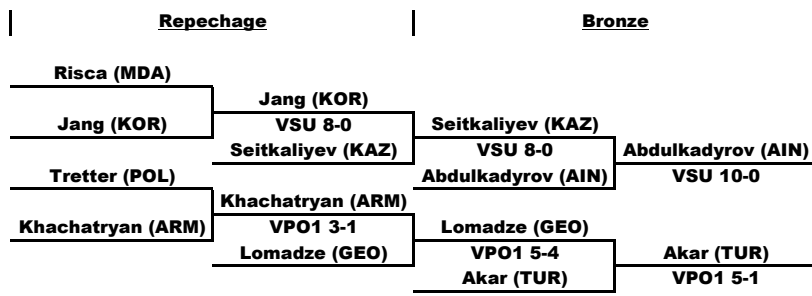 Repechage
Bronze
Risca (MDA)
Jang (KOR)
Jang (KOR)
VSU 8-0
Seitkaliyev (KAZ)
Seitkaliyev (KAZ)
VSU 8-0
Abdulkadyrov (AIN)
Abdulkadyrov (AIN)
VSU 10-0
Tretter (POL)
Khachatryan (ARM)
Khachatryan (ARM)
VPO1 3-1
Lomadze (GEO)
Lomadze (GEO)
VPO1 5-4
Akar (TUR)
Akar (TUR)
VPO1 5-1